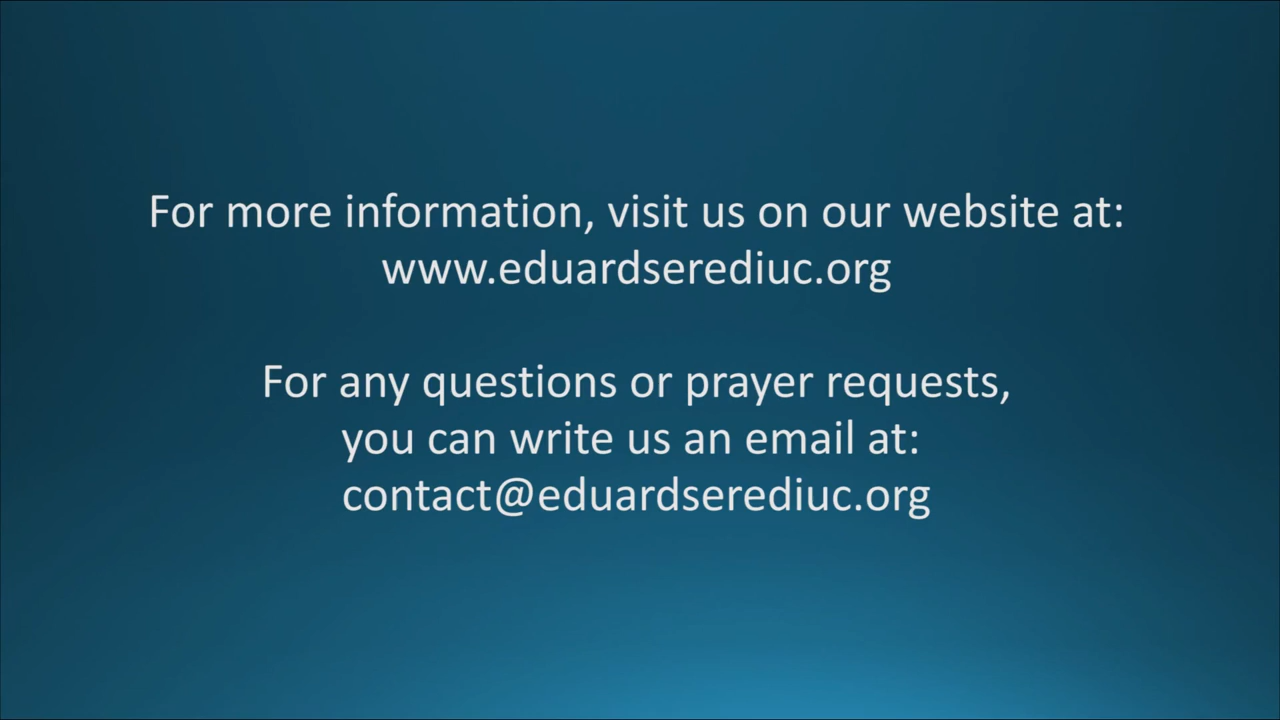 For more information, visit us on our website at:
www.eduardserediuc.org
For any questions or prayer requests,
you can write us an email at:
contact@eduardserediuc.org